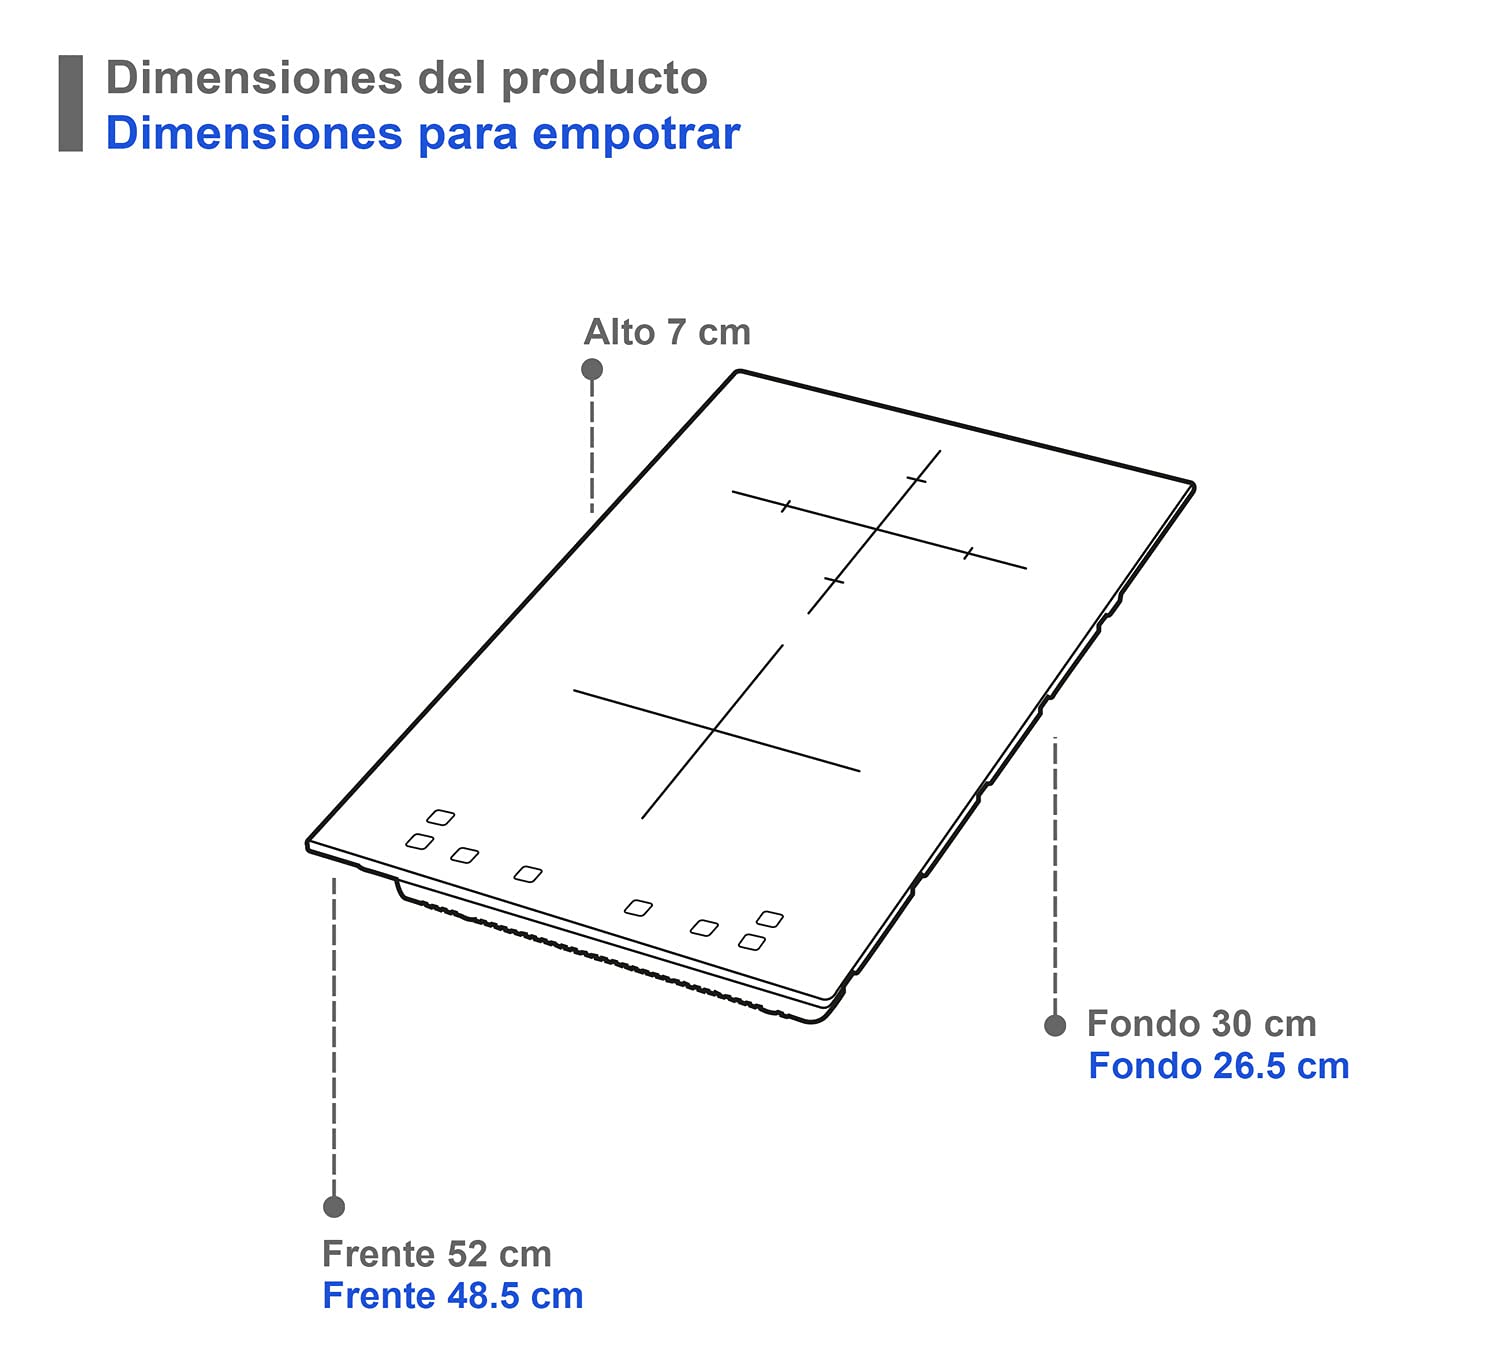 Dimensiones del producto
Dimensiones para empotrar
Alto 7 cm
Fondo 30 cm
Fondo 26.5 cm
Frente 52 cm
Frente 48.5 cm